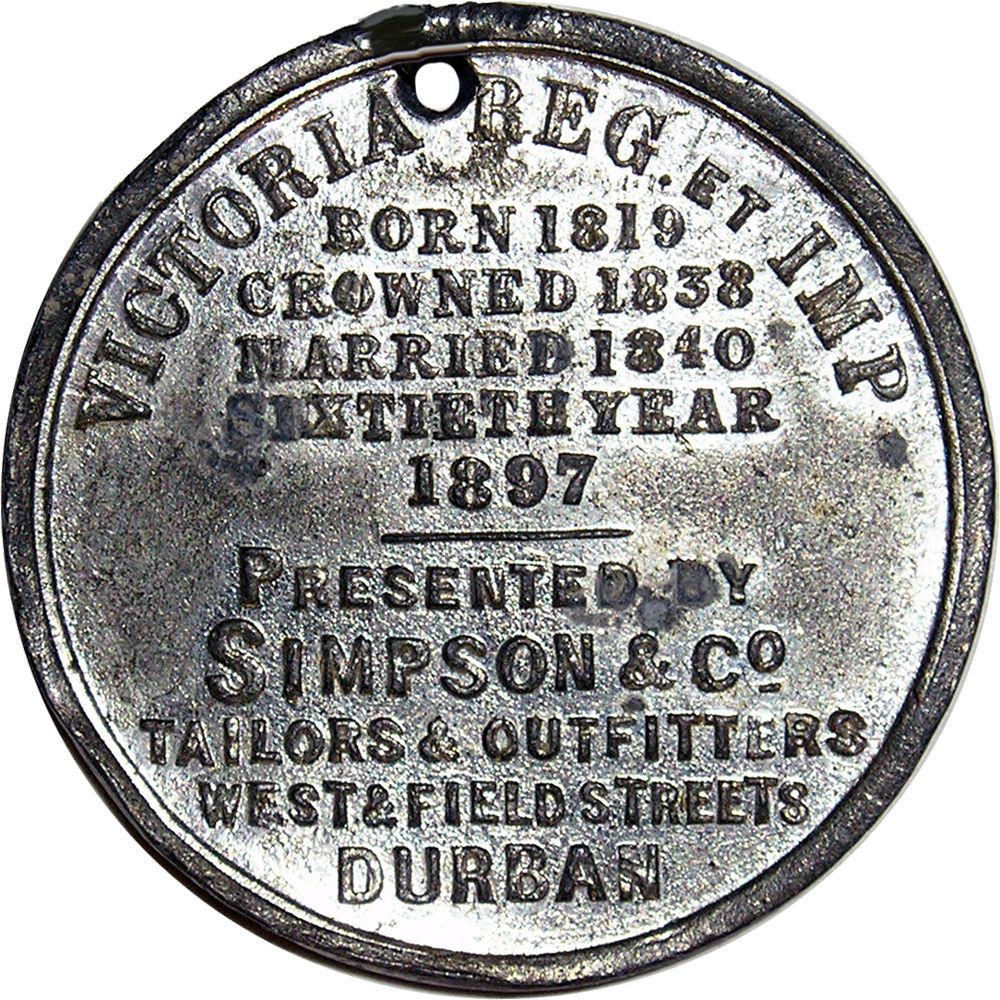 VICTORIA REG. ET IMP
BORN 1819
CROWNED 1838
MARRIED 1840
SIXTIETH YEAR
1897
PRESENTED BY
SIMPSON & Co
TAILORS & OUTFITTERS
WEST & FIELD STREETS
DURBAN